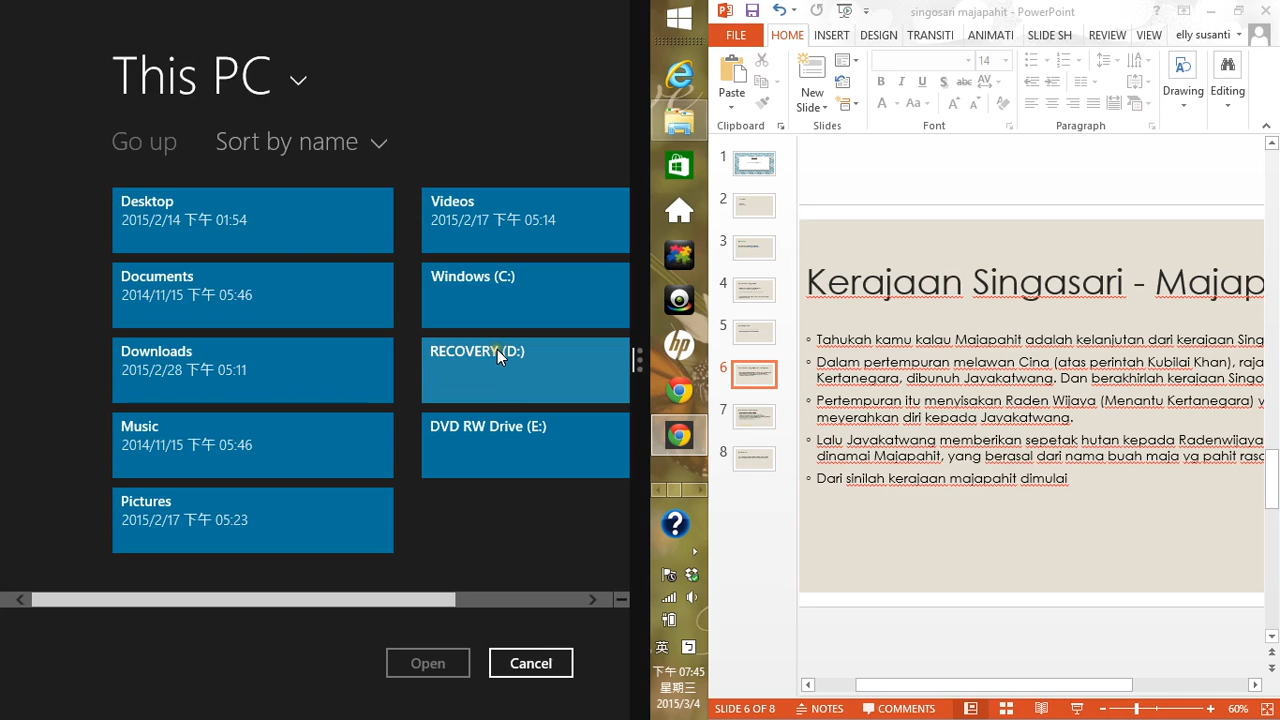 This PC
Go up
Sort by name
Desktop
2015/2/14 下午 01:54
Documents
2014/11/15 下午 05:46
Downloads
2015/2/28 下午 05:11
Music
2014/11/15 下午 05:46
Pictures
2015/2/17 下午 05:23
Videos
2015/2/17 下午 05:14
Windows (C:)
RECOVERY (D:)
DVD RW Drive (E:)
Open
Cancel
hp
英
下午 07:45
星期三
2015/3/4
singosari majapahit - PowerPoint
FILE
HOME
INSERT
DESIGN
TRANSITI
ANIMATI
SLIDE SH
REVIEW
VIEW
elly susanti
Paste
New
Slide
14
Drawing
Editing
Clipboard
Slides
Font
Paragraph
1
2
3
4
5
6
7
8
Kerajaan Singasari - Majap
Tahukah kamu kalau Majapahit adalah kelanjutan dari kerajaan Sing
Dalam pertempuran melawan Cina (atas perintah Kubilai Khan), raja
Kertanegara, dibunuh Jayakatwang. Dan berakhirlah kerajaan Singo
Pertempuran itu menyisakan Raden Wijaya (Menantu Kertanegara) y
meyerahkan diri kepada Jayakatwang.
Lalu Jayakatwang memberikan sepetak hutan kepada Radenwijaya
dinamai Majapahit, yang berasal dari nama buah maja yg pahit rasa
Dari sinilah kerajaan majapahit dimulai
SLIDE 6 OF 8
NOTES
COMMENTS
60%